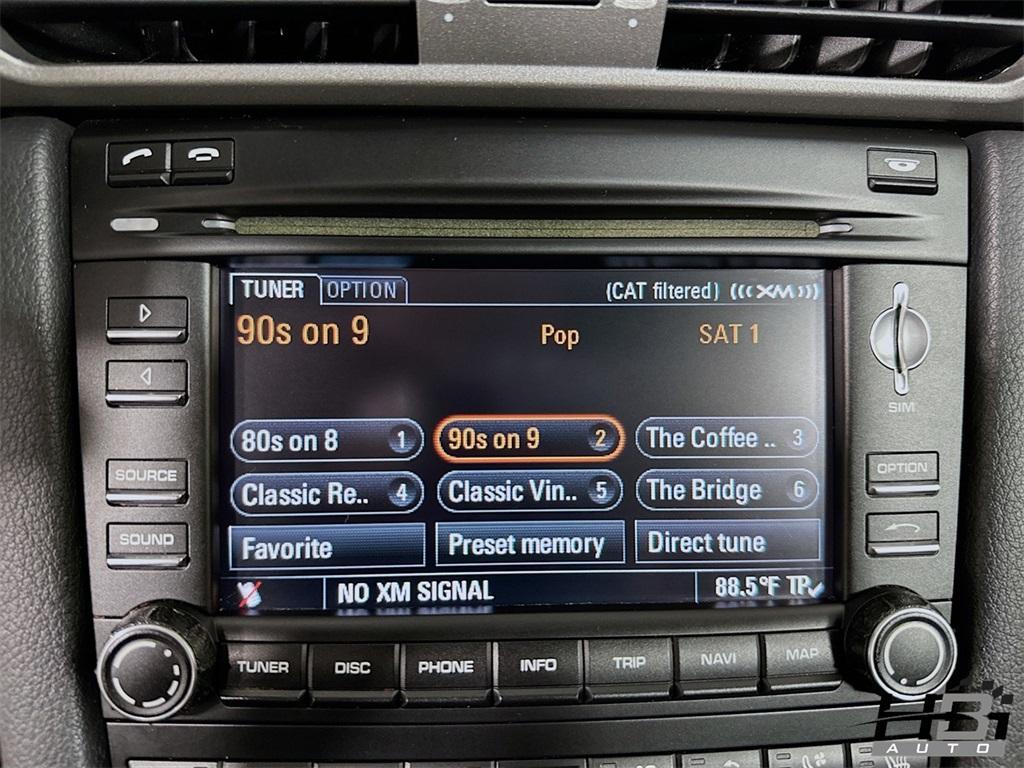 TUNER OPTION (CAT filtered) ((( XM )))
90s on 9 Pop SAT 1
SIM
80s on 8 1 90s on 9 2 The Coffee .. 3
SOURCE Classic Re.. 4 Classic Vin.. 5 The Bridge 6 OPTION
SOUND Favorite Preset memory Direct tune
NO XM SIGNAL 88.5°F TP
TUNER DISC PHONE INFO TRIP NAVI MAP
HBI
AUTO